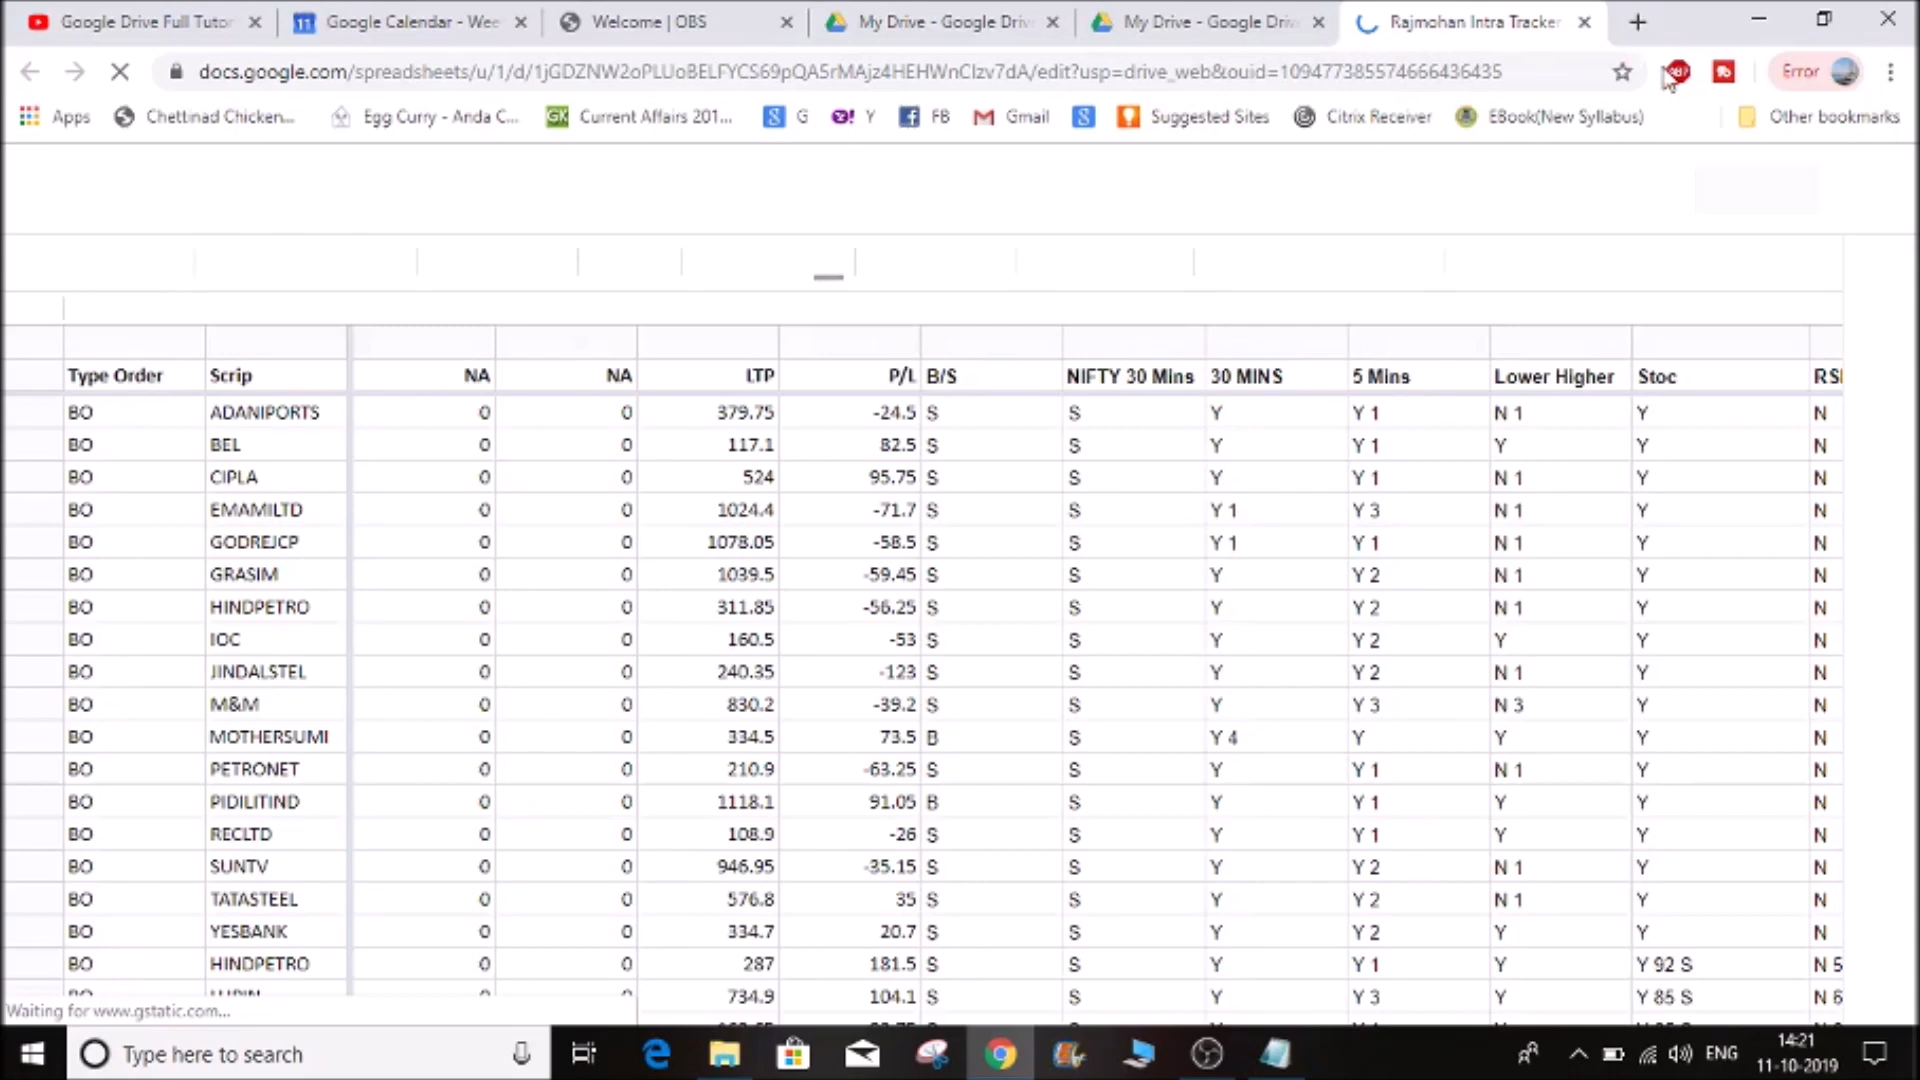 Google Drive Full Tutor
11 Google Calendar - Wee
Welcome | OBS
My Drive - Google Driv
My Drive - Google Driv
Rajmohan Intra Tracker
docs.google.com/spreadsheets/u/1/d/1jGDZNW2oPLUoBELFYCS69pQA5rMAjz4HEHWnCIzv7dA/edit?usp=drive_web&ouid=109477385574666436435
Error
Apps Chettinad Chicken... Egg Curry - Anda C... GK Current Affairs 201... G Y FB Gmail Suggested Sites Citrix Receiver EBook(New Syllabus) Other bookmarks
Type Order Scrip NA NA LTP P/L B/S NIFTY 30 Mins 30 MINS 5 Mins Lower Higher Stoc RSI
BO ADANIPORTS 0 0 379.75 -24.5 S S Y Y 1 N 1 Y N
BO BEL 0 0 117.1 82.5 S S Y Y 1 Y Y N
BO CIPLA 0 0 524 95.75 S S Y Y 1 N 1 Y N
BO EMAMILTD 0 0 1024.4 -71.7 S S Y 1 Y 3 N 1 Y N
BO GODREJCP 0 0 1078.05 -58.5 S S Y 1 Y 1 N 1 Y N
BO GRASIM 0 0 1039.5 -59.45 S S Y Y 2 N 1 Y N
BO HINDPETRO 0 0 311.85 -56.25 S S Y Y 2 N 1 Y N
BO IOC 0 0 160.5 -53 S S Y Y 2 Y Y N
BO JINDALSTEL 0 0 240.35 -123 S S Y Y 2 N 1 Y N
BO M&M 0 0 830.2 -39.2 S S Y Y 3 N 3 Y N
BO MOTHERSUMI 0 0 334.5 73.5 B S Y 4 Y Y Y N
BO PETRONET 0 0 210.9 -63.25 S S Y Y 1 N 1 Y N
BO PIDILITIND 0 0 1118.1 91.05 B S Y Y 1 Y Y N
BO RECLTD 0 0 108.9 -26 S S Y Y 1 Y Y N
BO SUNTV 0 0 946.95 -35.15 S S Y Y 2 N 1 Y N
BO TATASTEEL 0 0 576.8 35 S S Y Y 2 N 1 Y N
BO YESBANK 0 0 334.7 20.7 S S Y Y 2 Y Y N
BO HINDPETRO 0 0 287 181.5 S S Y Y 1 Y Y 92 S N 5
734.9 104.1 S S Y Y 3 Y Y 85 S N 6
Waiting for www.gstatic.com...
Type here to search
ENG
14:21
11-10-2019